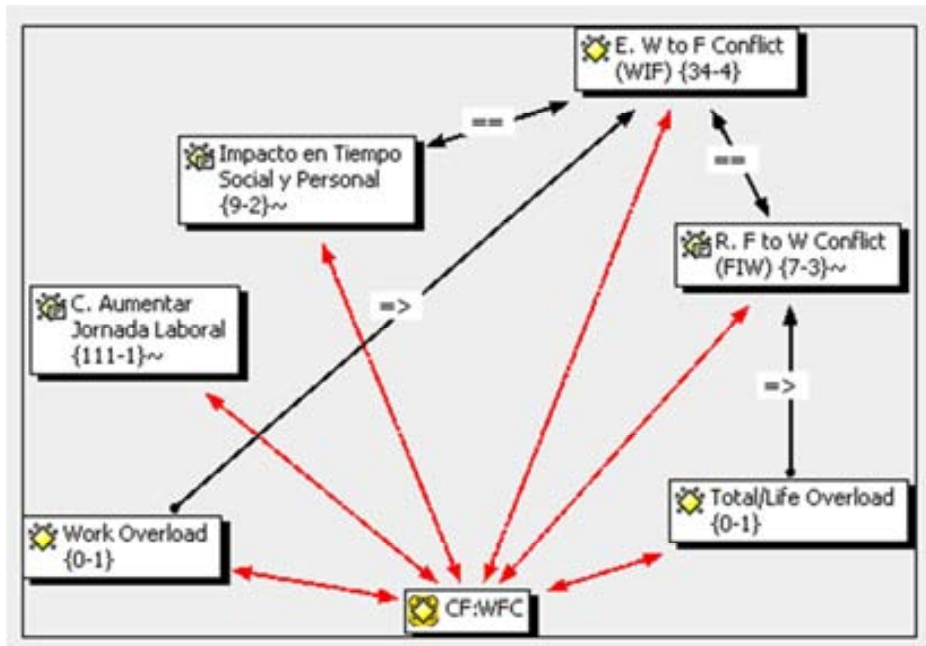 E. W to F Conflict
(WIF) {34-4}
==
Impacto en Tiempo
Social y Personal
{9-2}~
==
R. F to W Conflict
(FIW) {7-3}~
C. Aumentar
Jornada Laboral
{111-1}~
=>
=>
Total/Life Overload
{0-1}
Work Overload
{0-1}
CF:WFC